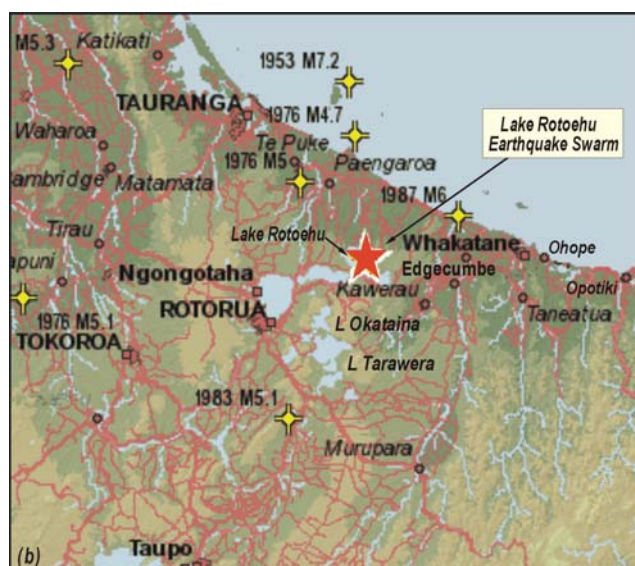 M5.3
Katikati
1953 M7.2
TAURANGA
1976 M4.7
Lake Rotoehu
Earthquake Swarm
Waharoa
Te Puke
1976 M5
Paengaroa
ambridge
Matamata
1987 M6
Tirau
Lake Rotoehu
Whakatane
Ohope
apuni
Ngongotaha
Edgecumbe
Kawerau
Opotiki
1976 M5.1
ROTORUA
L Okataina
Taneatua
TOKOROA
L Tarawera
1983 M5.1
Murupara
(b)
Taupo